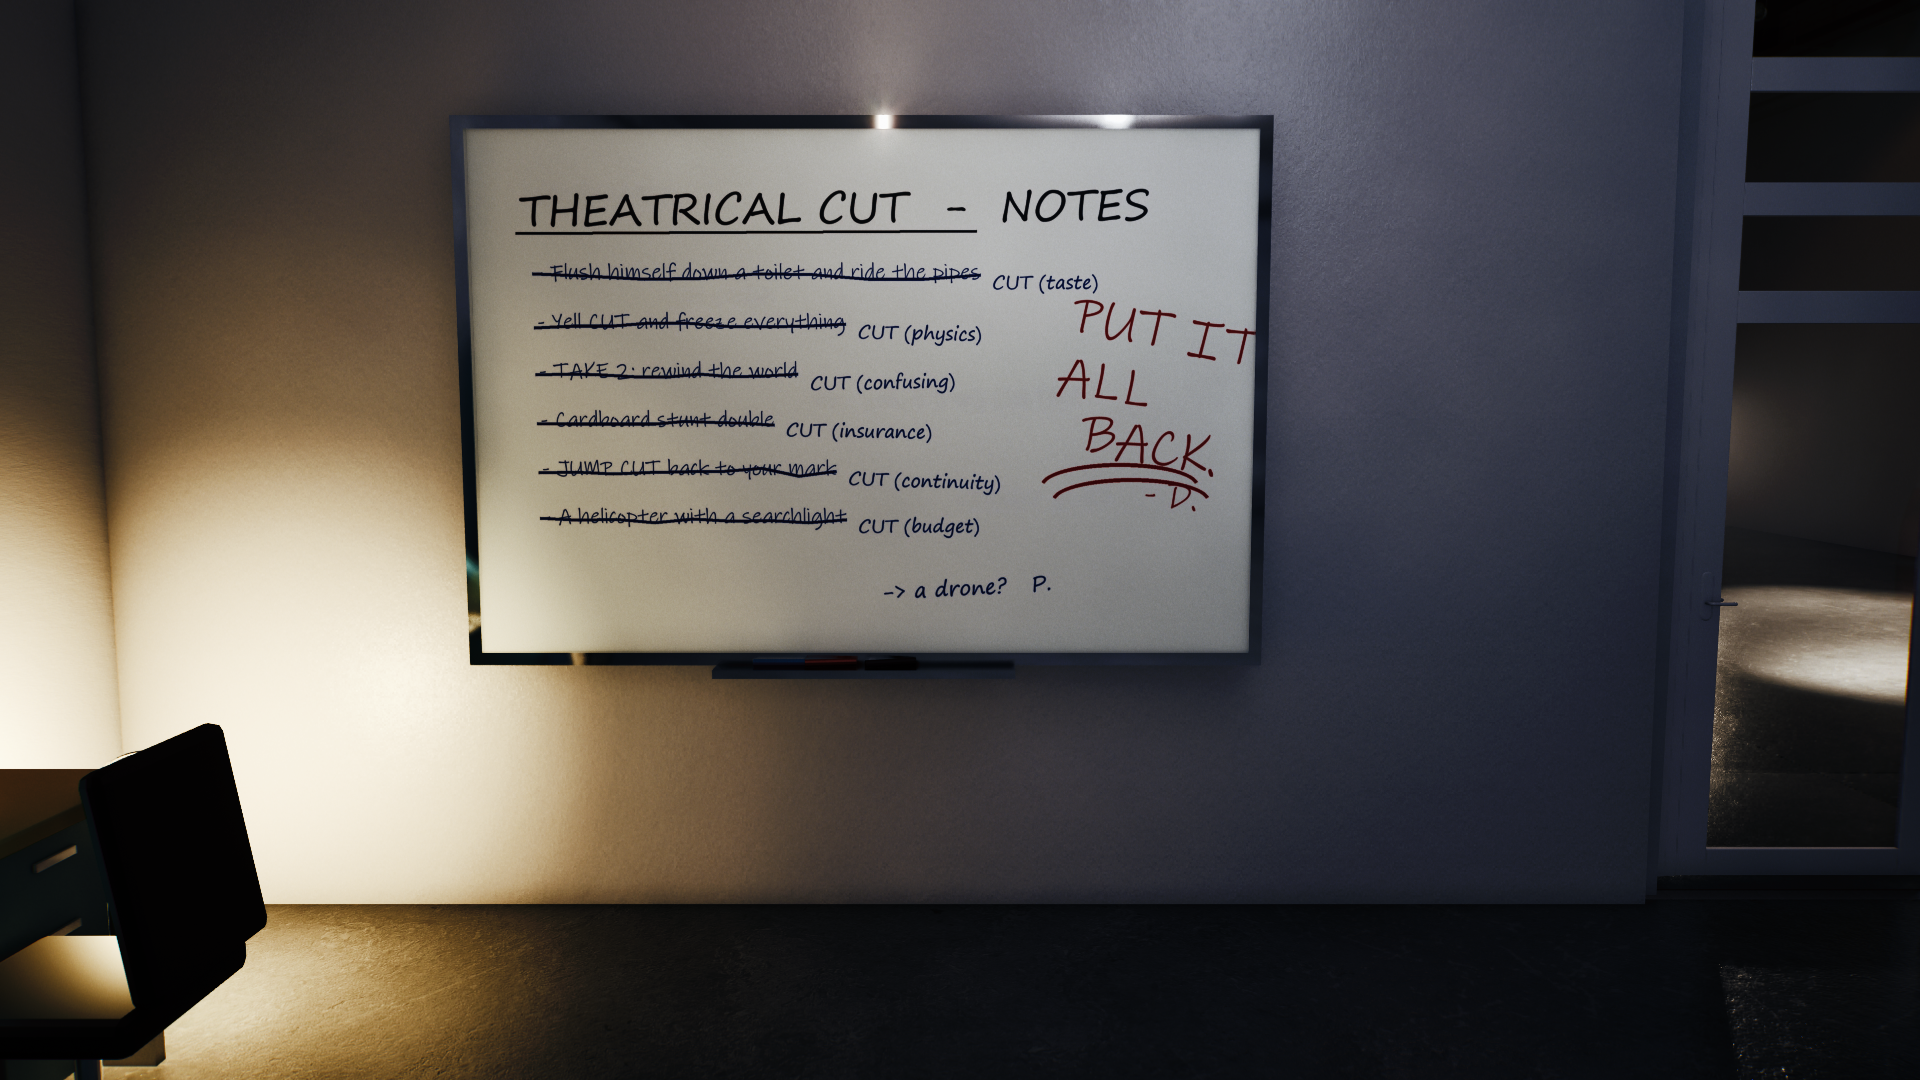 THEATRICAL CUT - NOTES
- Flush himself down a toilet and ride the pipes CUT (taste)
- Yell CUT and freeze everything CUT (physics)
- TAKE 2: rewind the world CUT (confusing)
- Cardboard stunt double CUT (insurance)
- JUMP CUT back to your mark CUT (continuity)
- A helicopter with a searchlight CUT (budget)
-> a drone? P.
PUT IT
ALL
BACK.
- D.